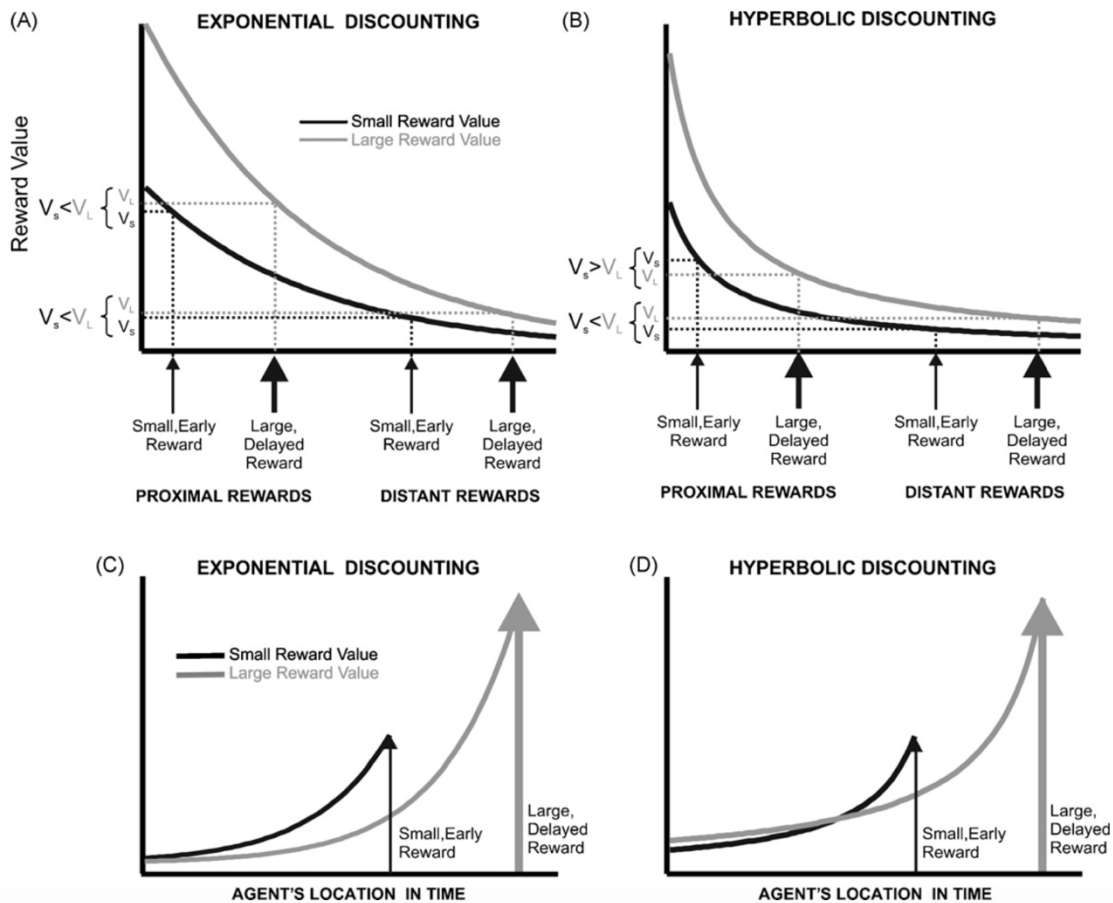 (A)
EXPONENTIAL DISCOUNTING
Reward Value
Small Reward Value
Large Reward Value
Vs<VL { VL
Vs
Vs<VL { VL
Vs
Small,Early
Reward
Large,
Delayed
Reward
Small,Early
Reward
Large,
Delayed
Reward
PROXIMAL REWARDS
DISTANT REWARDS
(B)
HYPERBOLIC DISCOUNTING
Vs>VL { Vs
VL
Vs<VL { VL
Vs
Small,Early
Reward
Large,
Delayed
Reward
Small,Early
Reward
Large,
Delayed
Reward
PROXIMAL REWARDS
DISTANT REWARDS
(C)
EXPONENTIAL DISCOUNTING
Small Reward Value
Large Reward Value
Small,Early
Reward
Large,
Delayed
Reward
AGENT'S LOCATION IN TIME
(D)
HYPERBOLIC DISCOUNTING
Small,Early
Reward
Large,
Delayed
Reward
AGENT'S LOCATION IN TIME